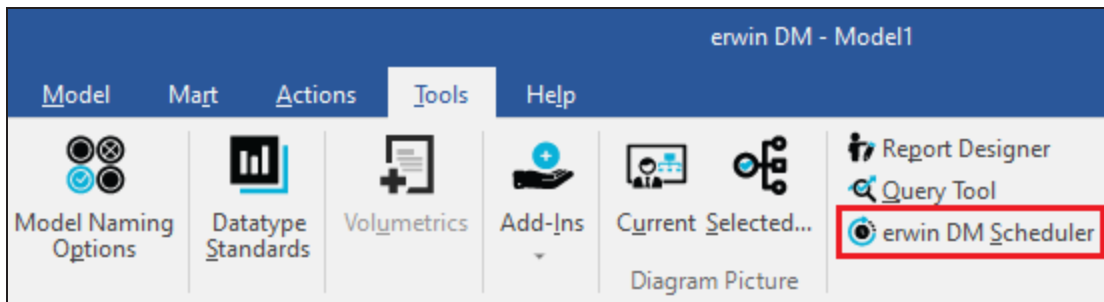 erwin DM - Model1
Model Mart Actions Tools Help
Model Naming
Options
Datatype
Standards
Volumetrics
Add-Ins
Current Selected...
Diagram Picture
Report Designer
Query Tool
erwin DM Scheduler